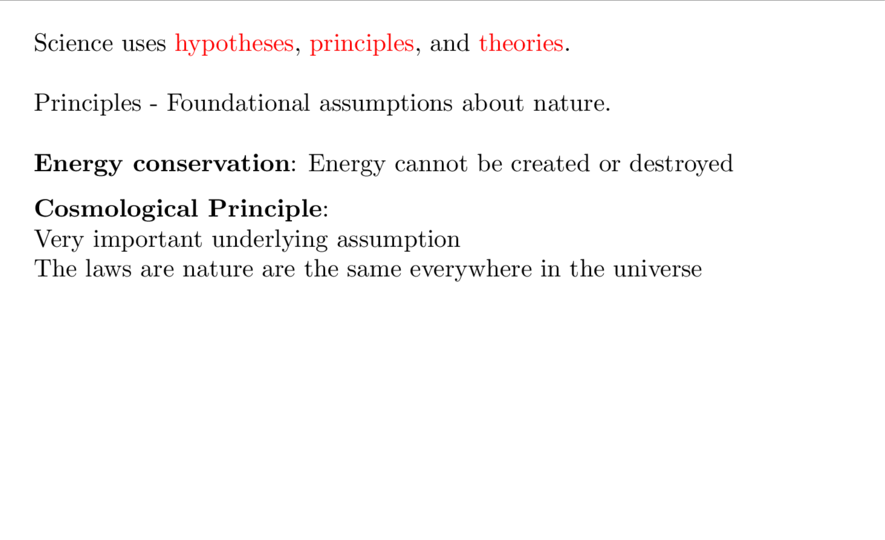 Science uses hypotheses, principles, and theories.
Principles - Foundational assumptions about nature.
Energy conservation: Energy cannot be created or destroyed
Cosmological Principle:
Very important underlying assumption
The laws are nature are the same everywhere in the universe